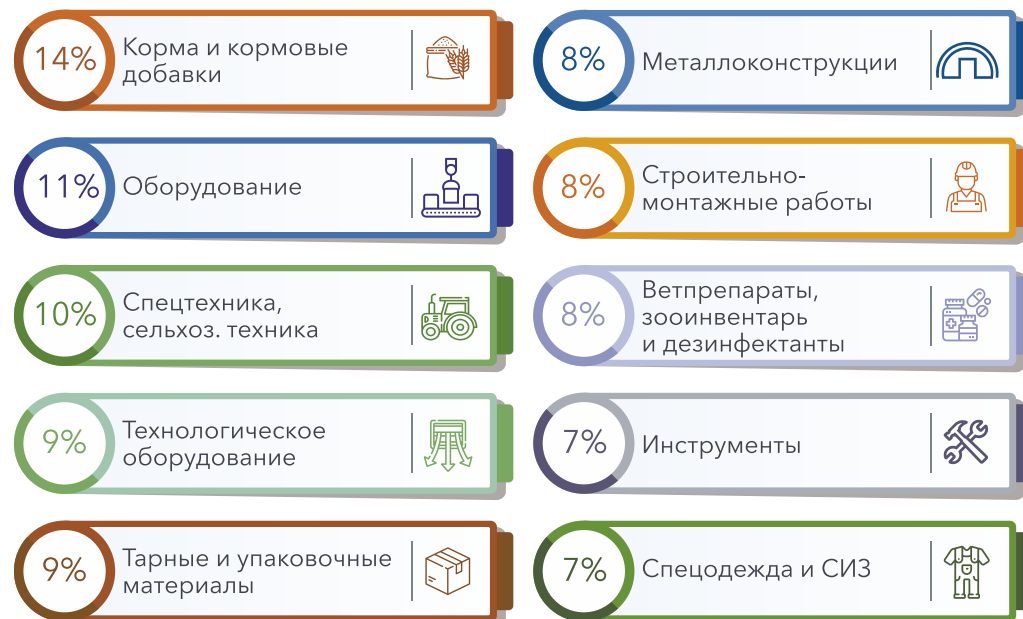 14%
Корма и кормовые
добавки
11%
Оборудование
10%
Спецтехника,
сельхоз. техника
9%
Технологическое
оборудование
9%
Тарные и упаковочные
материалы
8%
Металлоконструкции
8%
Строительно-
монтажные работы
8%
Ветпрепараты,
зооинвентарь
и дезинфектанты
7%
Инструменты
7%
Спецодежда и СИЗ